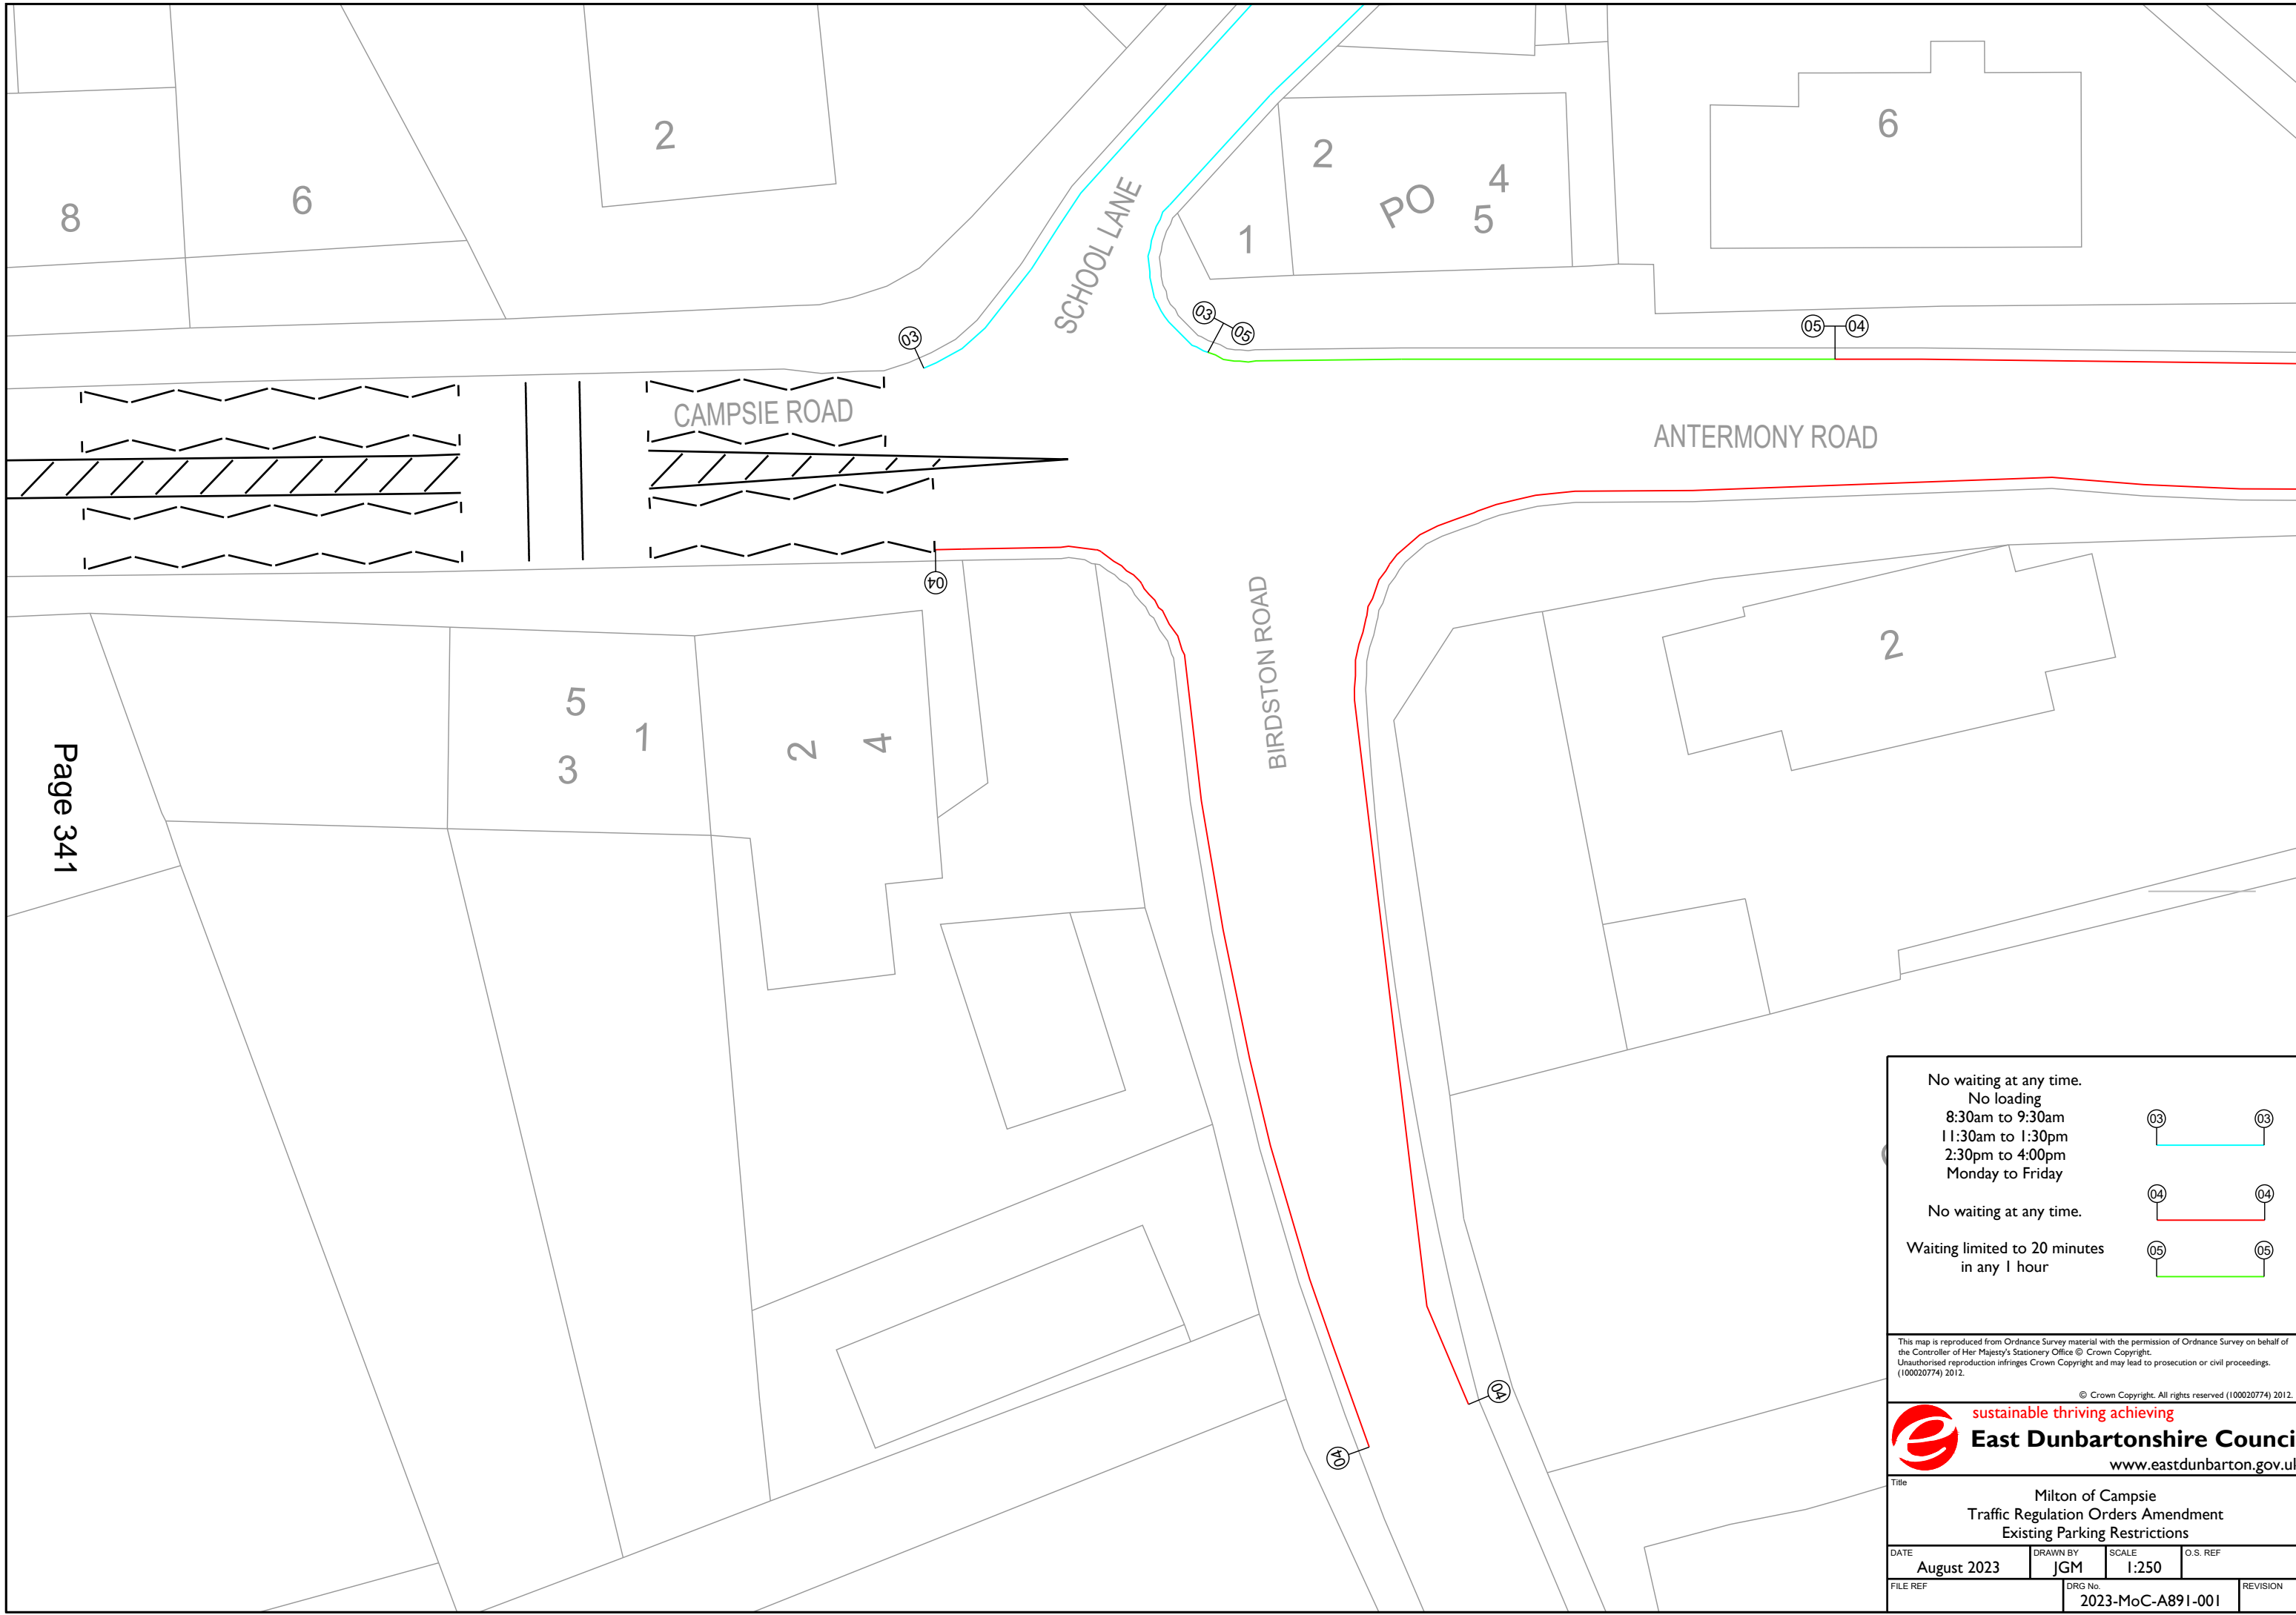 2
6
8
2
4
5
PO
1
6
SCHOOL LANE
03
03
05
05
04
CAMPSIE ROAD
ANTERMONY ROAD
04
BIRDSTON ROAD
5
1
3
2
4
2
Page 341
04
04
No waiting at any time.
No loading
8:30am to 9:30am
11:30am to 1:30pm
2:30pm to 4:00pm
Monday to Friday
03
03
No waiting at any time.
04
04
Waiting limited to 20 minutes
in any 1 hour
05
05
This map is reproduced from Ordnance Survey material with the permission of Ordnance Survey on behalf of
the Controller of Her Majesty's Stationery Office © Crown Copyright.
Unauthorised reproduction infringes Crown Copyright and may lead to prosecution or civil proceedings.
(100020774) 2012.
© Crown Copyright. All rights reserved (100020774) 2012.
sustainable thriving achieving
East Dunbartonshire Counci
www.eastdunbarton.gov.uk
Title
Milton of Campsie
Traffic Regulation Orders Amendment
Existing Parking Restrictions
DATE
August 2023
DRAWN BY
JGM
SCALE
1:250
O.S. REF
FILE REF
DRG No.
2023-MoC-A891-001
REVISION